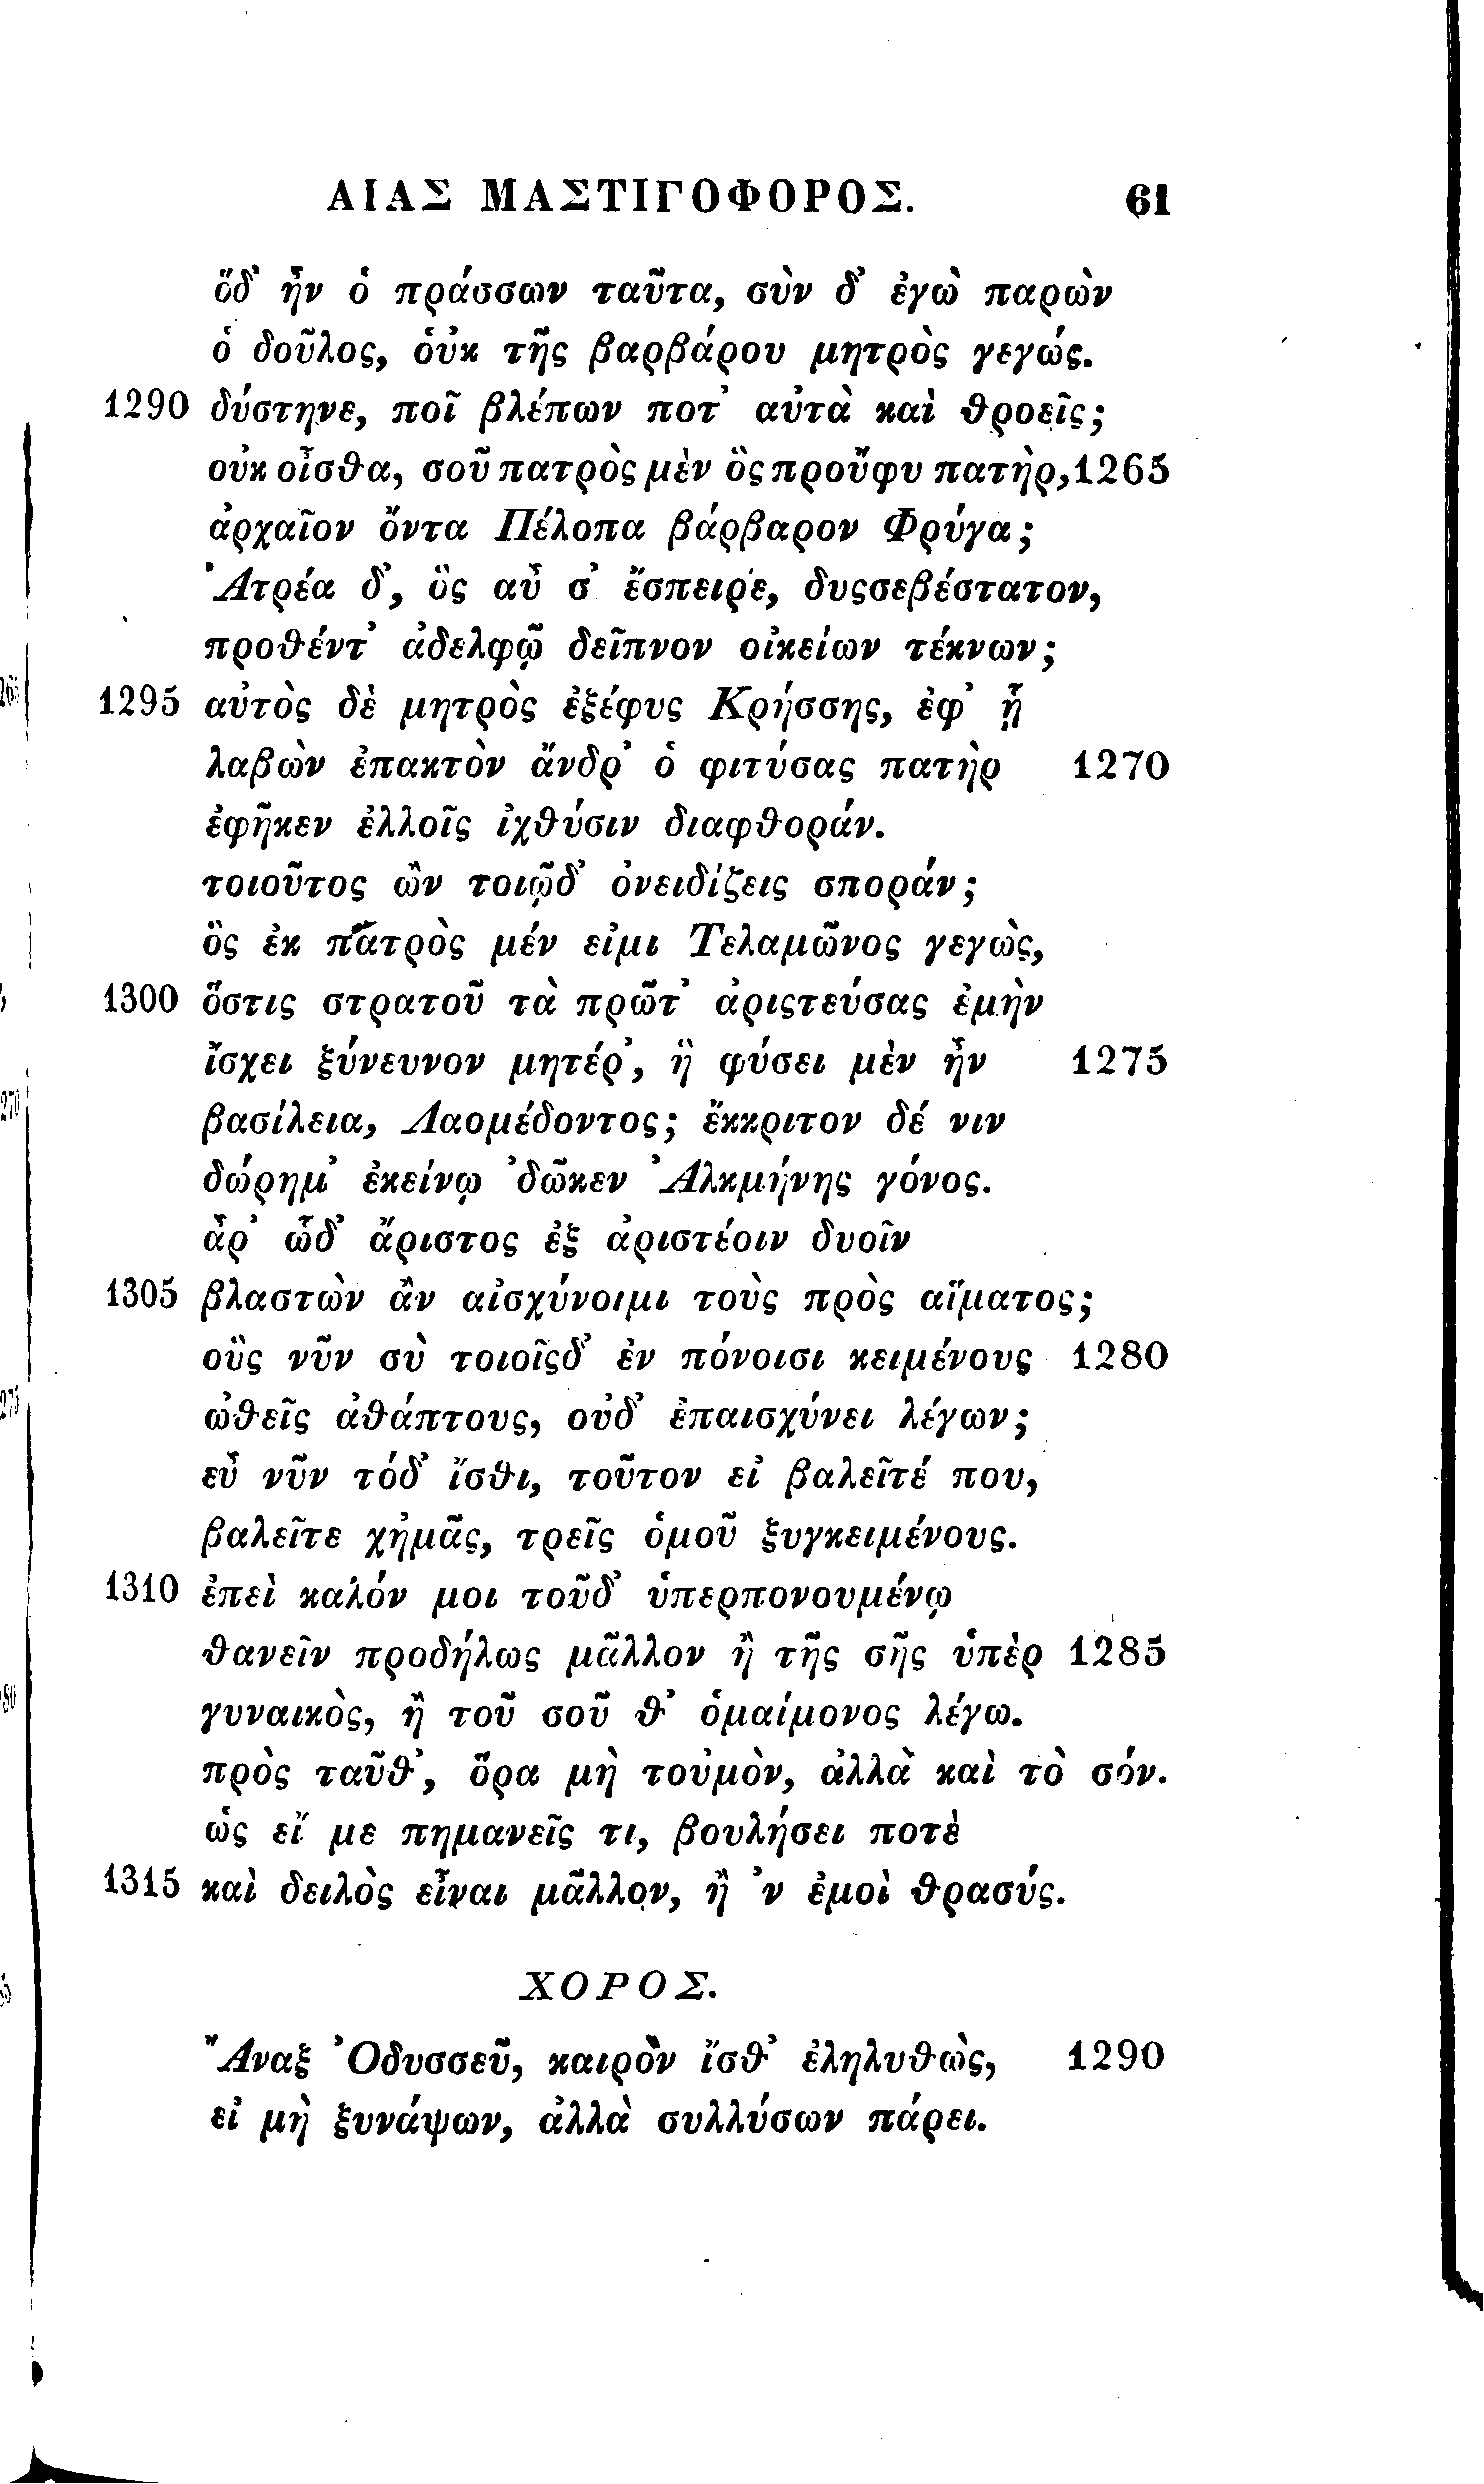 ΑΙΑΣ ΜΑΣΤΙΓΟΦΟΡΟΣ. 61
ὅδ᾽ ἦν ὁ πράσσων ταῦτα, σὺν δ᾽ ἐγὼ παρὼν
ὁ δοῦλος, οὑκ τῆς βαρβάρου μητρὸς γεγώς.
1290 δύστηνε, ποῖ βλέπων ποτ᾽ αὐτὰ καὶ θροεῖς;
οὐκ οἶσθα, σοῦ πατρὸς μὲν ὃς προὔφυ πατὴρ, 1265
ἀρχαῖον ὄντα Πέλοπα βάρβαρον Φρύγα;
Ἀτρέα δ᾽, ὃς αὖ σ᾽ ἔσπειρε, δυςσεβέστατον,
προθέντ᾽ ἀδελφῷ δεῖπνον οἰκείων τέκνων;
1295 αὐτὸς δὲ μητρὸς ἐξέφυς Κρήσσης, ἐφ᾽ ᾗ
λαβὼν ἐπακτὸν ἄνδρ᾽ ὁ φιτύσας πατὴρ 1270
ἐφῆκεν ἐλλοῖς ἰχθύσιν διαφθοράν.
τοιοῦτος ὢν τοιῷδ᾽ ὀνειδίζεις σποράν;
ὃς ἐκ πατρὸς μέν εἰμι Τελαμῶνος γεγὼς,
1300 ὅστις στρατοῦ τὰ πρῶτ᾽ ἀριςτεύσας ἐμὴν
ἴσχει ξύνευνον μητέρ᾽, ἣ φύσει μὲν ἦν 1275
βασίλεια, Λαομέδοντος; ἔκκριτον δέ νιν
δώρημ᾽ ἐκείνῳ ᾽δῶκεν Ἀλκμήνης γόνος.
ἆρ᾽ ὧδ᾽ ἄριστος ἐξ ἀριστέοιν δυοῖν
1305 βλαστὼν ἂν αἰσχύνοιμι τοὺς πρὸς αἵματος;
οὓς νῦν σὺ τοιοῖςδ᾽ ἐν πόνοισι κειμένους 1280
ὠθεῖς ἀθάπτους, οὐδ᾽ ἐπαισχύνει λέγων;
εὖ νῦν τόδ᾽ ἴσθι, τοῦτον εἰ βαλεῖτέ που,
βαλεῖτε χἠμᾶς, τρεῖς ὁμοῦ ξυγκειμένους.
1310 ἐπεὶ καλόν μοι τοῦδ᾽ ὑπερπονουμένῳ
θανεῖν προδήλως μᾶλλον ἢ τῆς σῆς ὑπὲρ 1285
γυναικὸς, ἢ τοῦ σοῦ θ᾽ ὁμαίμονος λέγω.
πρὸς ταῦθ᾽, ὅρα μὴ τοὐμὸν, ἀλλὰ καὶ τὸ σόν.
ὡς εἴ με πημανεῖς τι, βουλήσει ποτὲ
1315 καὶ δειλὸς εἶναι μᾶλλον, ἢ ᾽ν ἐμοὶ θρασύς.
ΧΟΡΟΣ.
Ἄναξ Ὀδυσσεῦ, καιρὸν ἴσθ᾽ ἐληλυθὼς, 1290
εἰ μὴ ξυνάψων, ἀλλὰ συλλύσων πάρει.